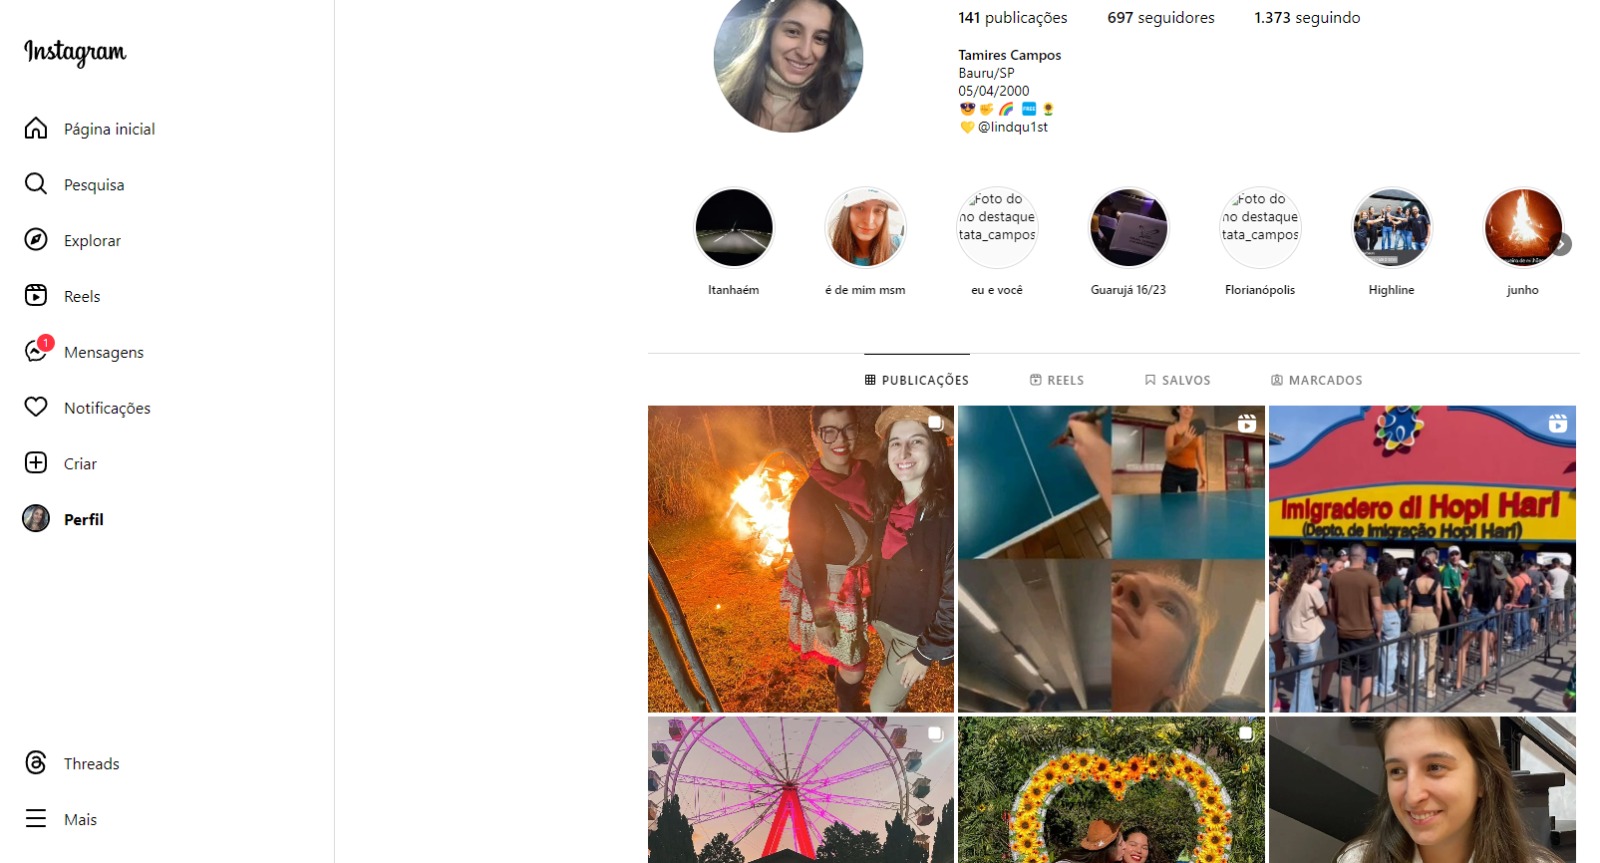 Instagram
Página inicial
Pesquisa
Explorar
Reels
1
Mensagens
Notificações
Criar
Perfil
Threads
Mais
141 publicações 697 seguidores 1.373 seguindo
Tamires Campos
Bauru/SP
05/04/2000
😎✊🌈 🆓 🌻
💛 @lindqu1st
Foto do
no destaque
tata_campos
Foto do
no destaque
tata_campos
Itanhaém é de mim msm eu e você Guarujá 16/23 Florianópolis Highline junho
PUBLICAÇÕES REELS SALVOS MARCADOS
Imigradero di Hopi Hari
(Depto. de Imigração Hopi Hari)